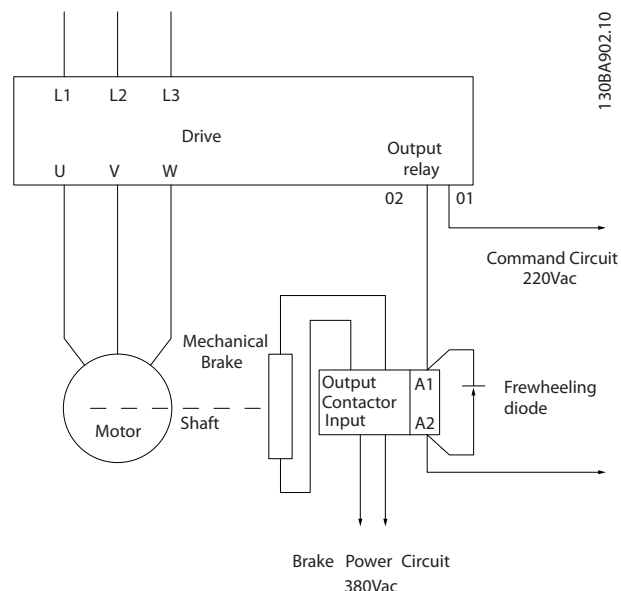 130BA902.10
L1 L2 L3
Drive
Output
relay
U V W
02 01
Command Circuit
220Vac
Mechanical
Brake
Output
Contactor
Input
A1
A2
Frewheeling
diode
Shaft
Motor
Brake Power Circuit
380Vac